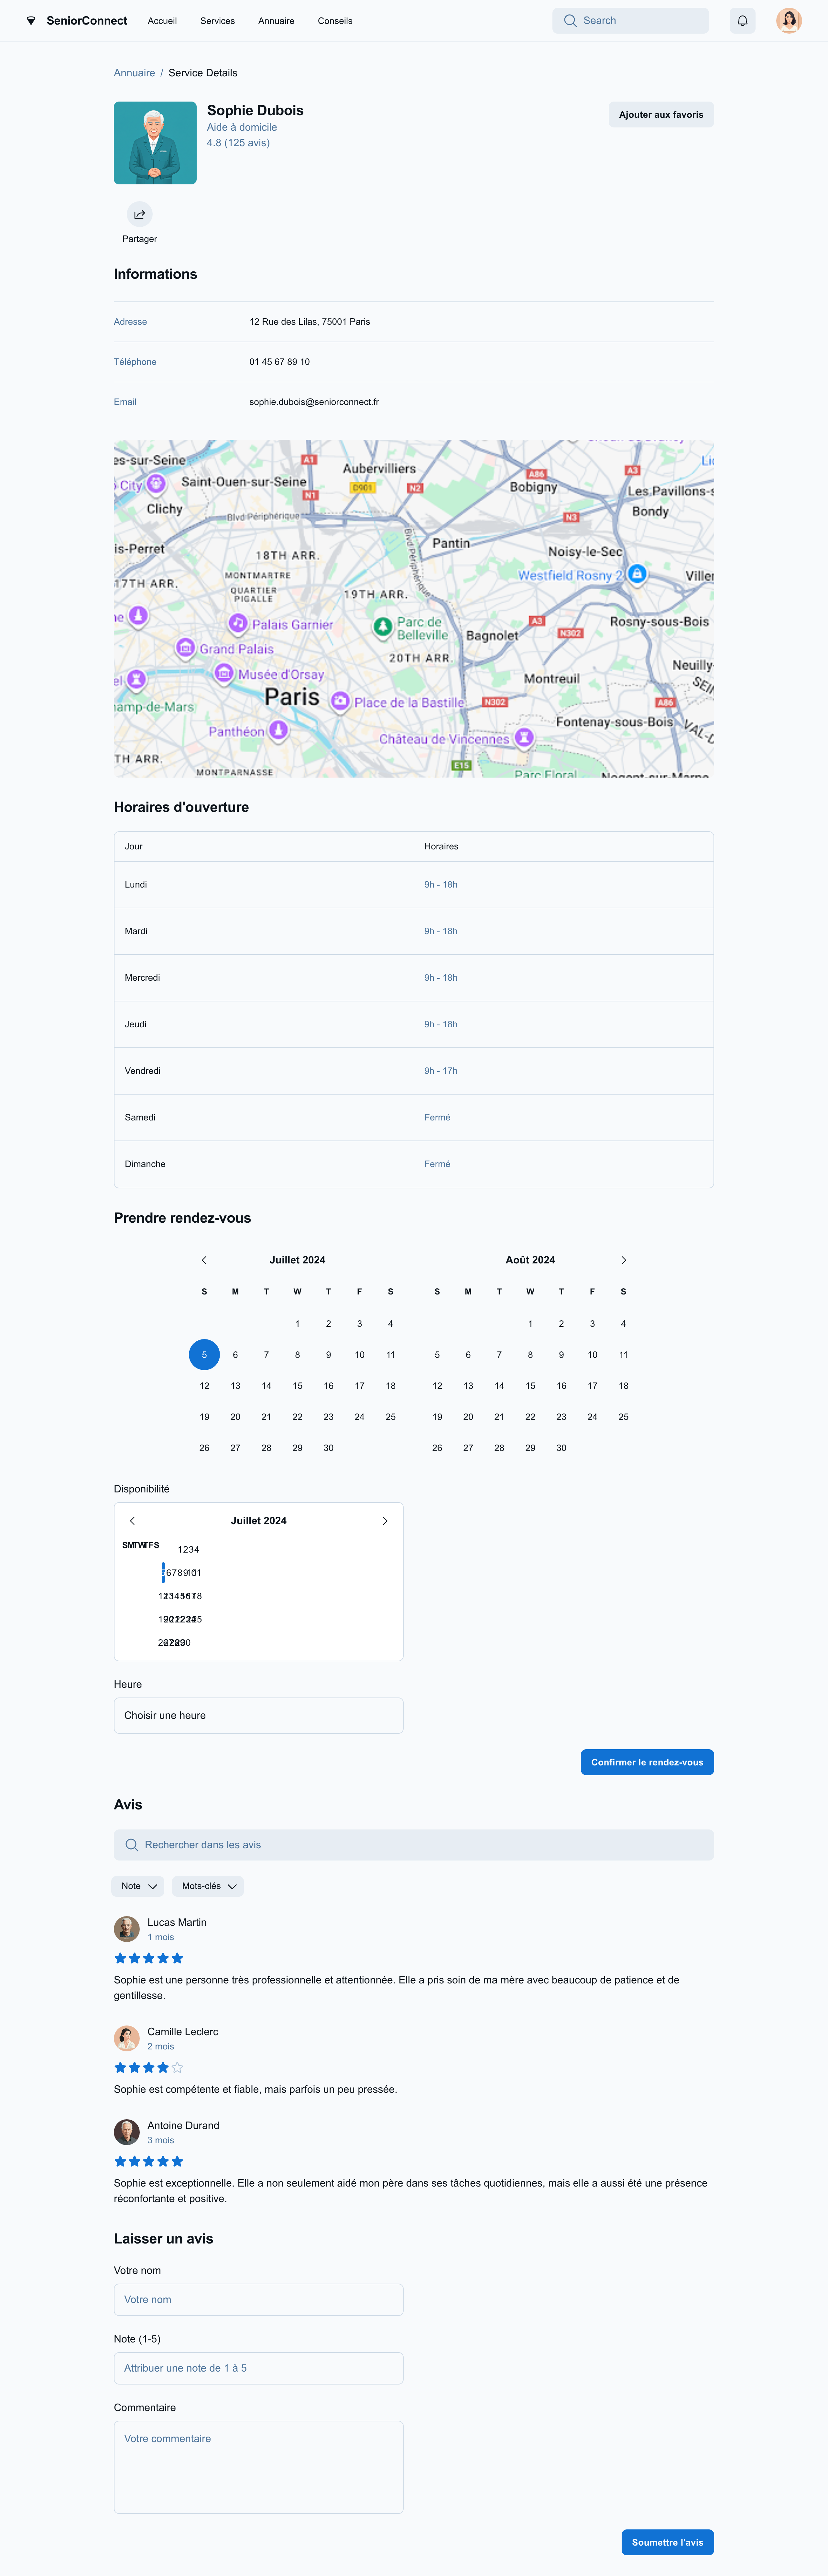 SeniorConnect Accueil Services Annuaire Conseils Search
Annuaire / Service Details
Sophie Dubois
Aide à domicile
4.8 (125 avis)
Ajouter aux favoris
Partager
Informations
Adresse 12 Rue des Lilas, 75001 Paris
Téléphone 01 45 67 89 10
Email sophie.dubois@seniorconnect.fr
es-sur-Seine A1 Aubervilliers A86 A3
City Saint-Ouen-sur-Seine N1 D901 N2 Bobigny Les Pavillons-s
Clichy Blvd Périphérique N3 Bondy
is-Perret Blvd Périphérique Pantin Noisy-le-Sec
18TH ARR.
17TH ARR. MONTMARTRE Westfield Rosny 2 Viller
QUARTIER PIGALLE 19TH ARR.
Palais Garnier Parc de Belleville Bagnolet A3 N302 Rosny-sous-Bois
Grand Palais 20TH ARR.
Musée d'Orsay Montreuil Neuilly-
Paris Place de la Bastille N302 A86
hamp-de-Mars Fontenay-sous-Bois
Panthéon Château de Vincennes VAL-D
TH ARR. E15
MONTPARNASSE Parc Floral Nogent-sur-Marne
Horaires d'ouverture
Jour Horaires
Lundi 9h - 18h
Mardi 9h - 18h
Mercredi 9h - 18h
Jeudi 9h - 18h
Vendredi 9h - 17h
Samedi Fermé
Dimanche Fermé
Prendre rendez-vous
Juillet 2024 Août 2024
S M T W T F S S M T W T F S
1 2 3 4 1 2 3 4
5 6 7 8 9 10 11 5 6 7 8 9 10 11
12 13 14 15 16 17 18 12 13 14 15 16 17 18
19 20 21 22 23 24 25 19 20 21 22 23 24 25
26 27 28 29 30 26 27 28 29 30
Disponibilité
Juillet 2024
SMTWTFS
1234
Heure
Choisir une heure
Confirmer le rendez-vous
Avis
Rechercher dans les avis
Note Mots-clés
Lucas Martin
1 mois
Sophie est une personne très professionnelle et attentionnée. Elle a pris soin de ma mère avec beaucoup de patience et de
gentillesse.
Camille Leclerc
2 mois
Sophie est compétente et fiable, mais parfois un peu pressée.
Antoine Durand
3 mois
Sophie est exceptionnelle. Elle a non seulement aidé mon père dans ses tâches quotidiennes, mais elle a aussi été une présence
réconfortante et positive.
Laisser un avis
Votre nom
Votre nom
Note (1-5)
Attribuer une note de 1 à 5
Commentaire
Votre commentaire
Soumettre l'avis